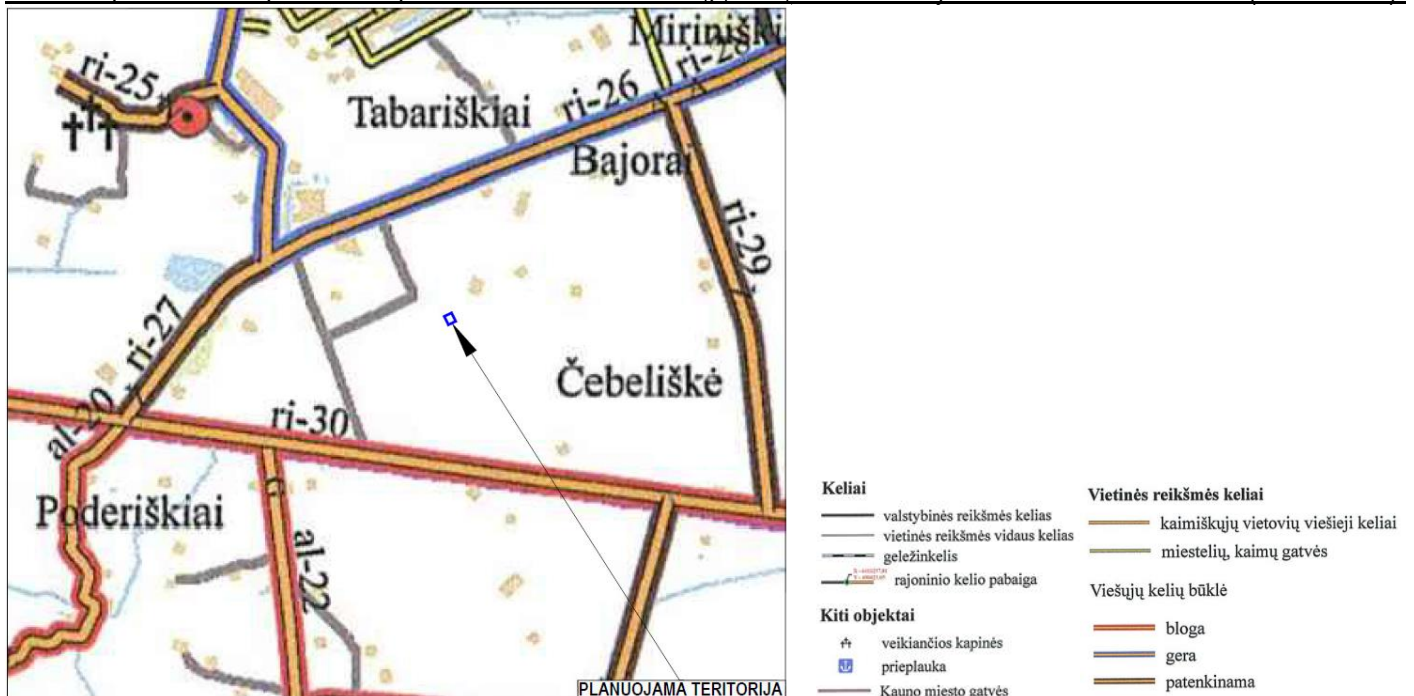 Miriniški
ri-25
ri-28
Tabariškiai
ri-26
Bajorai
ri-29
ri-27
Čebeliškė
al-20
ri-30
Poderiškiai
al-22
PLANUOJAMA TERITORIJA
Keliai
valstybinės reikšmės kelias
vietinės reikšmės vidaus kelias
geležinkelis
rajoninio kelio pabaiga
Kiti objektai
veikiančios kapinės
prieplauka
Kauno miesto gatvės
Vietinės reikšmės keliai
kaimiškųjų vietovių viešieji keliai
miestelių, kaimų gatvės
Viešųjų kelių būklė
bloga
gera
patenkinama